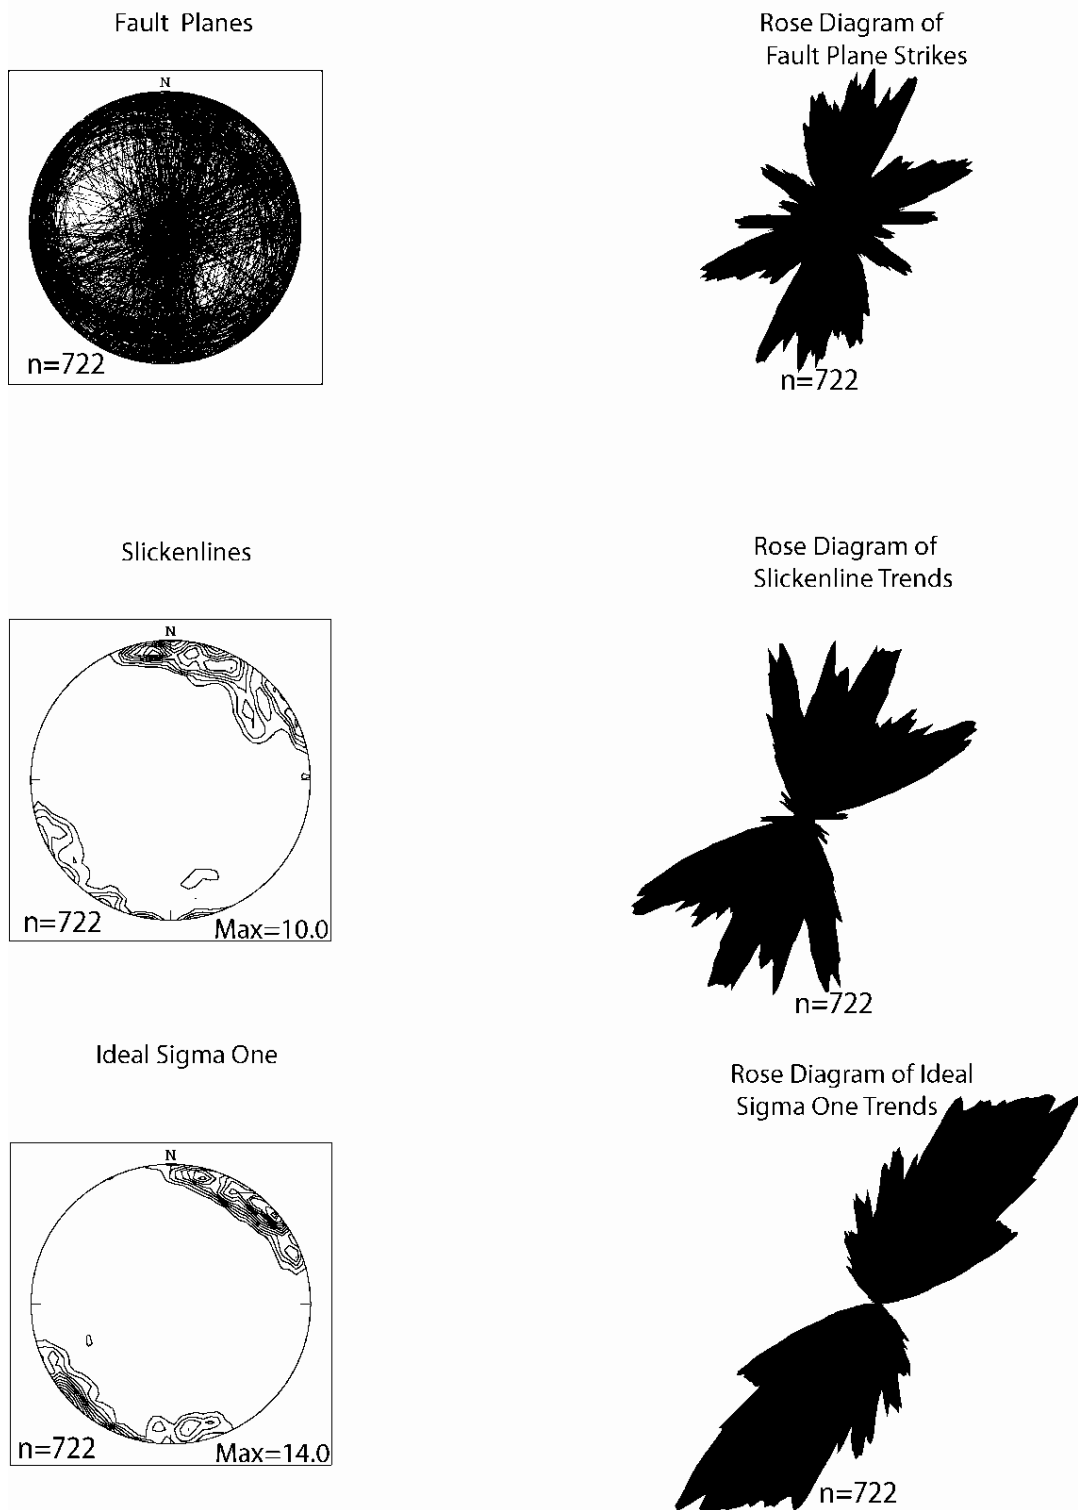 Fault Planes
N
n=722
Rose Diagram of
Fault Plane Strikes
n=722
Slickenlines
N
n=722
Max=10.0
Rose Diagram of
Slickenline Trends
n=722
Ideal Sigma One
N
n=722
Max=14.0
Rose Diagram of Ideal
Sigma One Trends
n=722